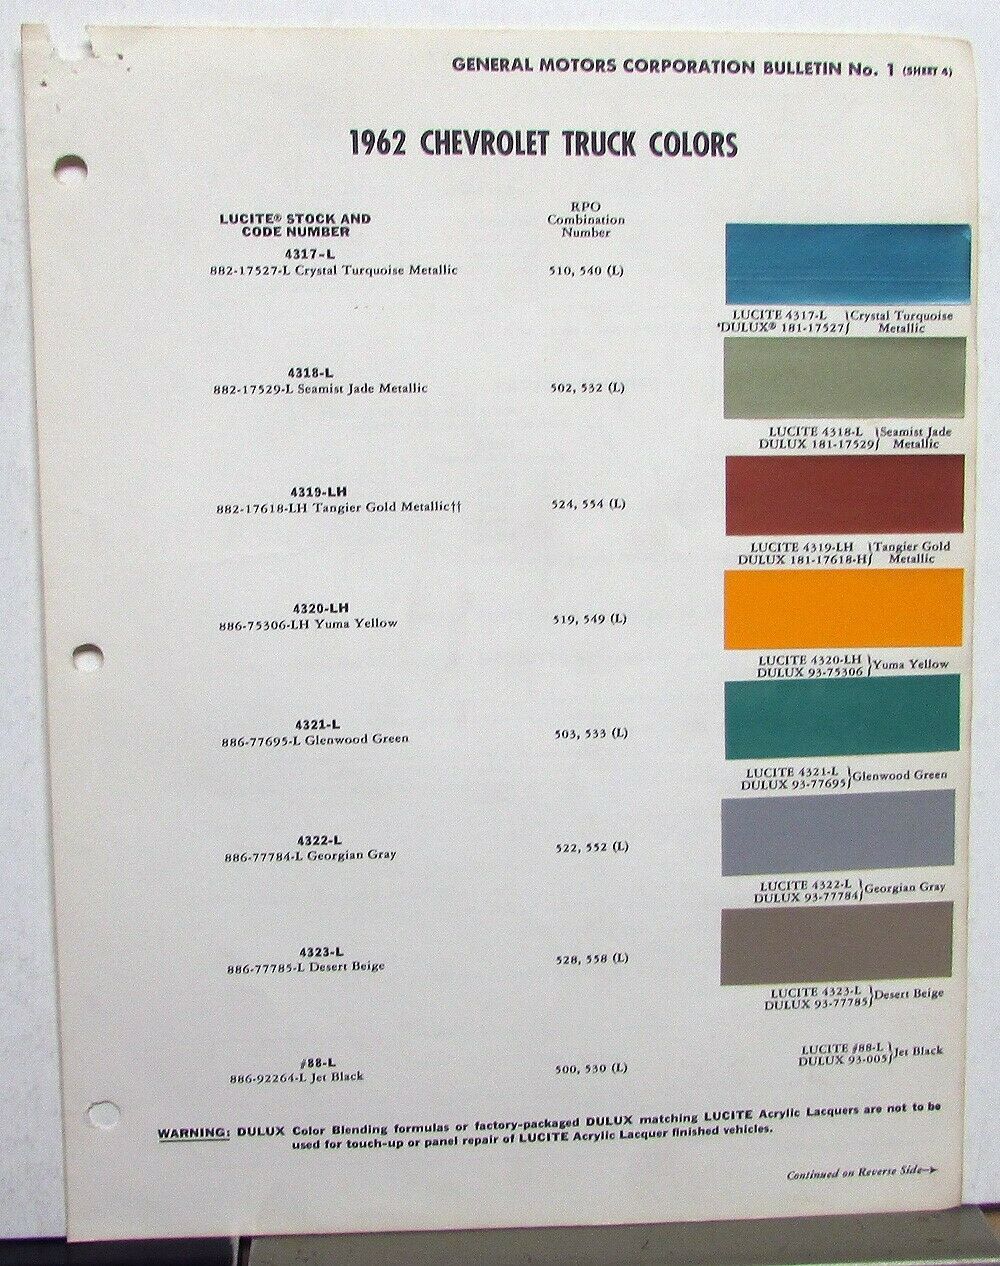 GENERAL MOTORS CORPORATION BULLETIN No. 1 (SHEET 4)
1962 CHEVROLET TRUCK COLORS
LUCITE® STOCK AND
CODE NUMBER
RPO
Combination
Number
4317-L
882-17527-L Crystal Turquoise Metallic
510, 540 (L)
LUCITE 4317-L }Crystal Turquoise
*DULUX® 181-17527} Metallic
4318-L
882-17529-L Seamist Jade Metallic
502, 532 (L)
LUCITE 4318-L }Seamist Jade
DULUX 181-17529} Metallic
4319-LH
882-17618-LH Tangier Gold Metallic††
524, 554 (L)
LUCITE 4319-LH }Tangier Gold
DULUX 181-17618-H} Metallic
4320-LH
886-75306-LH Yuma Yellow
519, 549 (L)
LUCITE 4320-LH }Yuma Yellow
DULUX 93-75306
4321-L
886-77695-L Glenwood Green
503, 533 (L)
LUCITE 4321-L }Glenwood Green
DULUX 93-77695
4322-L
886-77784-L Georgian Gray
522, 552 (L)
LUCITE 4322-L }Georgian Gray
DULUX 93-77784
4323-L
886-77785-L Desert Beige
528, 558 (L)
LUCITE 4323-L }Desert Beige
DULUX 93-77785
#88-L
886-92264-L Jet Black
500, 530 (L)
LUCITE #88-L }Jet Black
DULUX 93-005
WARNING: DULUX Color Blending formulas or factory-packaged DULUX matching LUCITE Acrylic Lacquers are not to be
used for touch-up or panel repair of LUCITE Acrylic Lacquer finished vehicles.
Continued on Reverse Side→